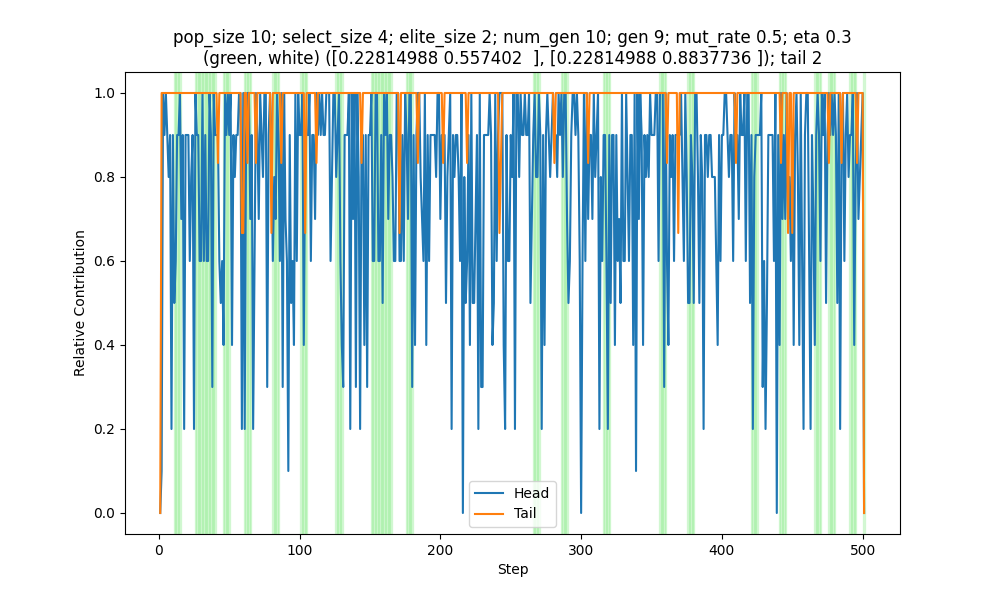 pop_size 10; select_size 4; elite_size 2; num_gen 10; gen 9; mut_rate 0.5; eta 0.3
(green, white) ([0.22814988 0.557402  ], [0.22814988 0.8837736 ]); tail 2
Relative Contribution
1.0
0.8
0.6
0.4
0.2
0.0
Head
Tail
0
100
200
300
400
500
Step